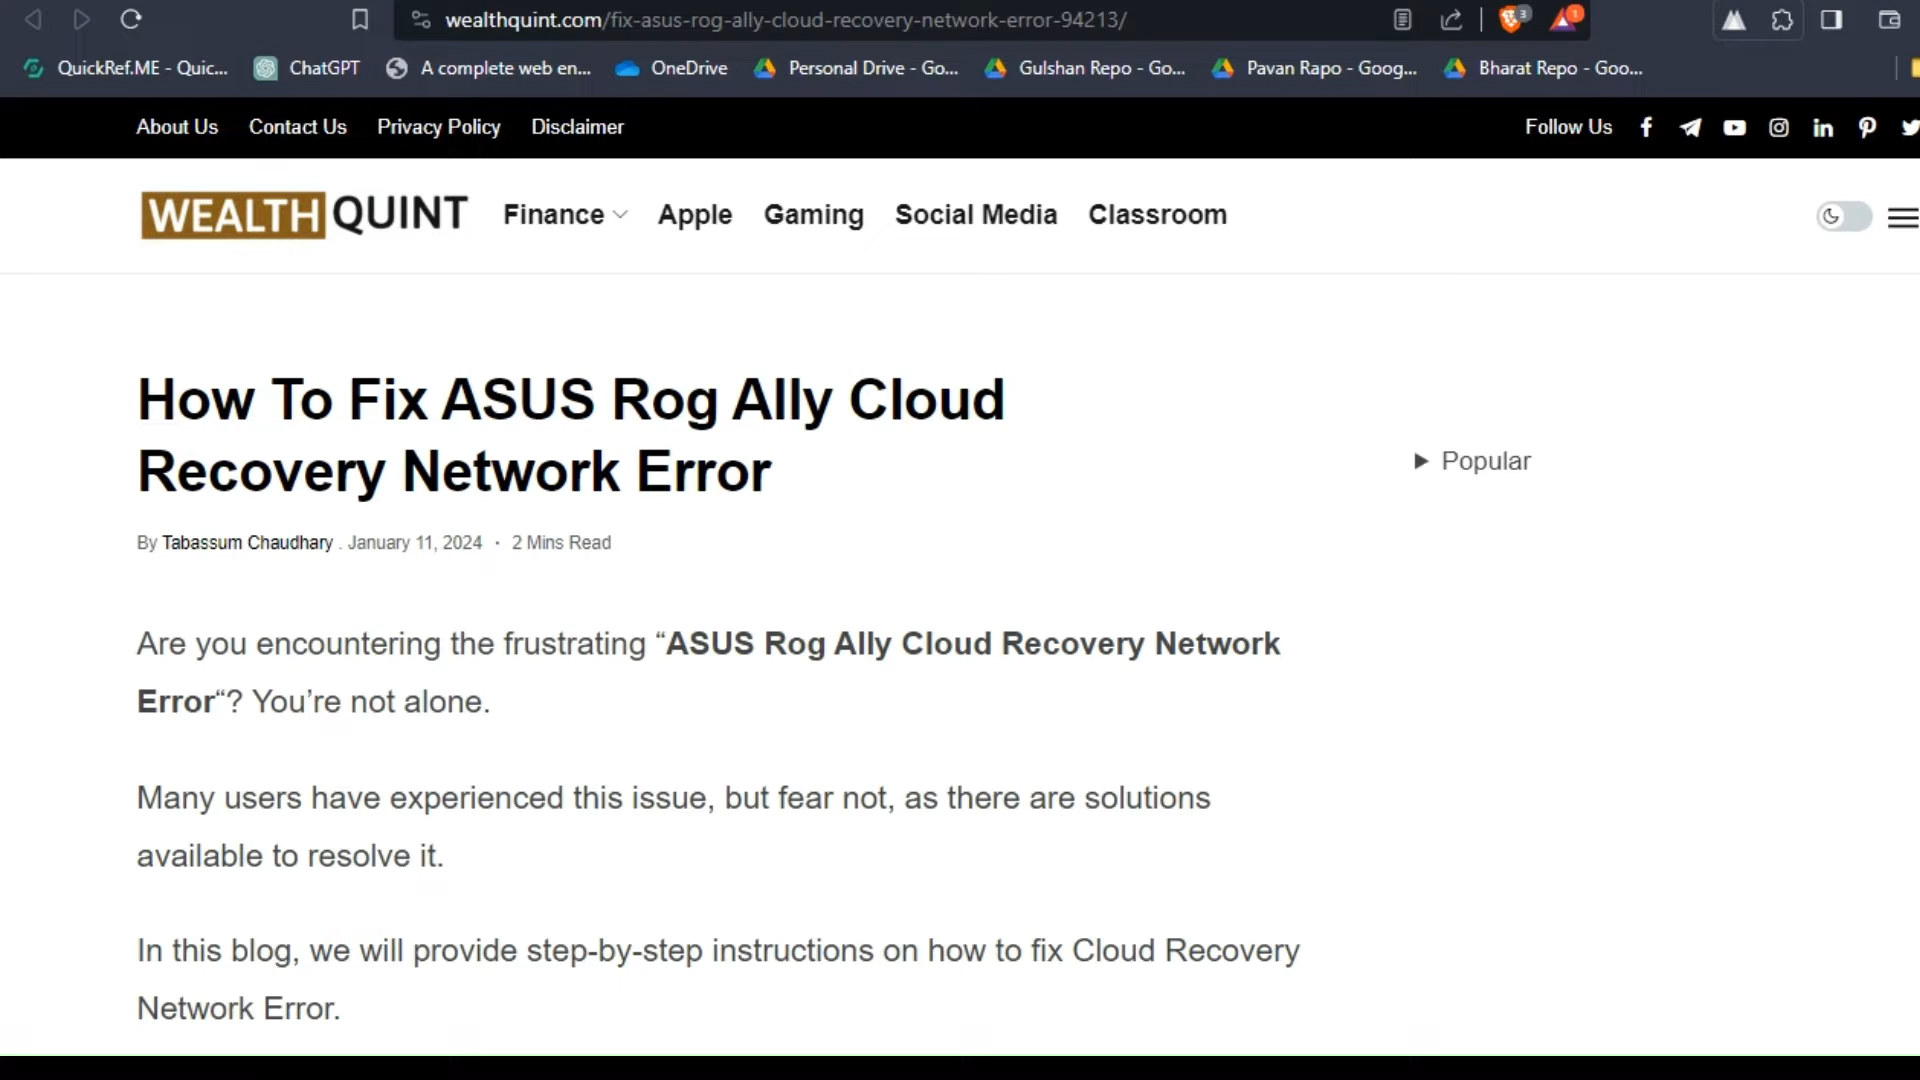 wealthquint.com/fix-asus-rog-ally-cloud-recovery-network-error-94213/
3
1
QuickRef.ME - Quic...
ChatGPT
A complete web en...
OneDrive
Personal Drive - Go...
Gulshan Repo - Go...
Pavan Rapo - Goog...
Bharat Repo - Goo...
About Us
Contact Us
Privacy Policy
Disclaimer
Follow Us
WEALTH QUINT
Finance
Apple
Gaming
Social Media
Classroom
How To Fix ASUS Rog Ally Cloud
Recovery Network Error
Popular
By Tabassum Chaudhary . January 11, 2024 · 2 Mins Read
Are you encountering the frustrating “ASUS Rog Ally Cloud Recovery Network
Error“? You’re not alone.
Many users have experienced this issue, but fear not, as there are solutions
available to resolve it.
In this blog, we will provide step-by-step instructions on how to fix Cloud Recovery
Network Error.